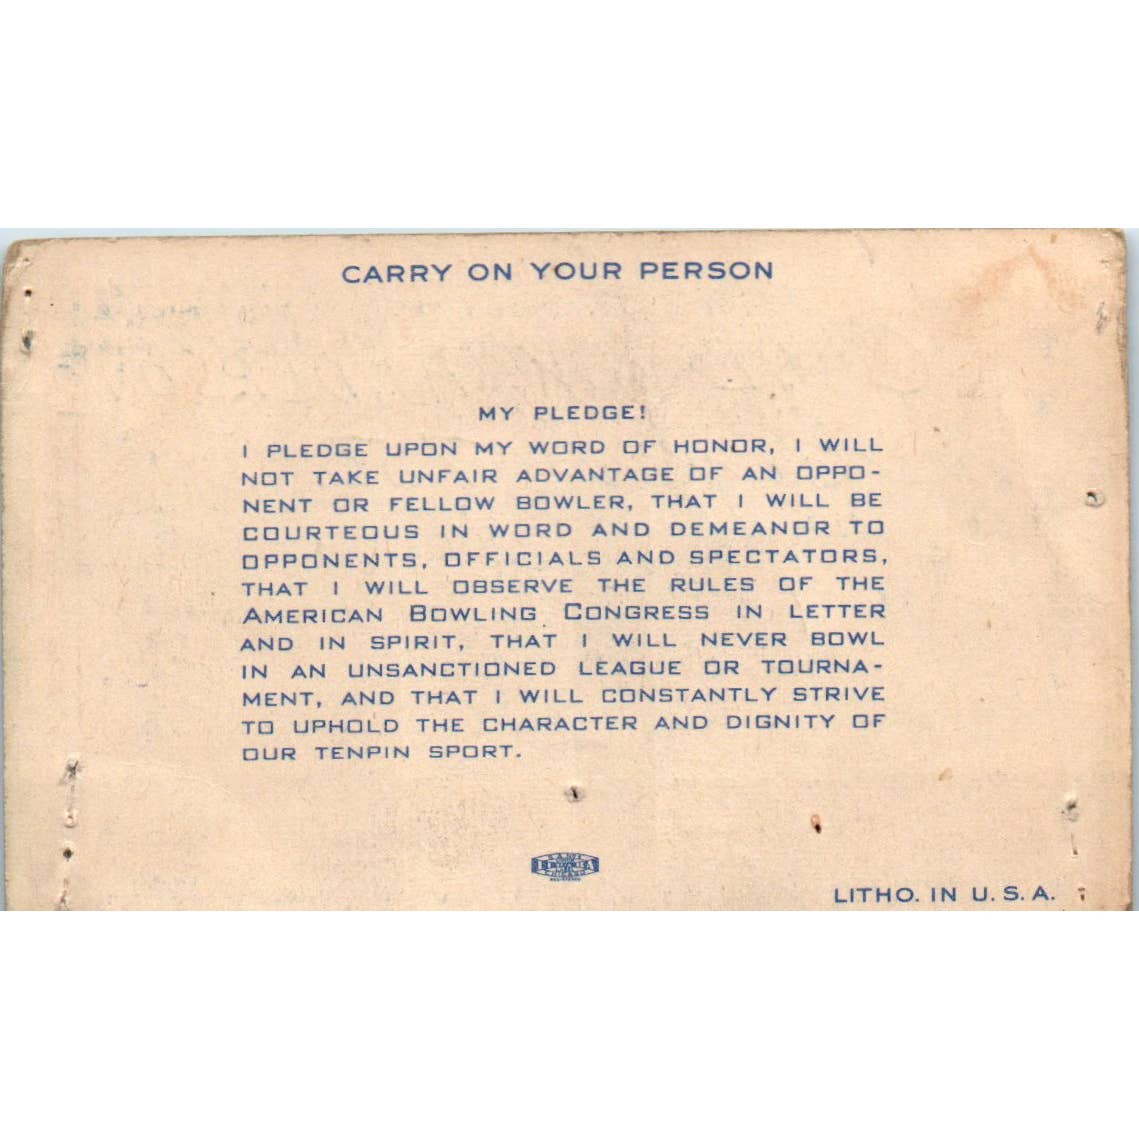 CARRY ON YOUR PERSON
MY PLEDGE!
I PLEDGE UPON MY WORD OF HONOR, I WILL
NOT TAKE UNFAIR ADVANTAGE OF AN OPPO-
NENT OR FELLOW BOWLER, THAT I WILL BE
COURTEOUS IN WORD AND DEMEANOR TO
OPPONENTS, OFFICIALS AND SPECTATORS,
THAT I WILL OBSERVE THE RULES OF THE
AMERICAN BOWLING CONGRESS IN LETTER
AND IN SPIRIT, THAT I WILL NEVER BOWL
IN AN UNSANCTIONED LEAGUE OR TOURNA-
MENT, AND THAT I WILL CONSTANTLY STRIVE
TO UPHOLD THE CHARACTER AND DIGNITY OF
OUR TENPIN SPORT.
LITHO. IN U. S. A.